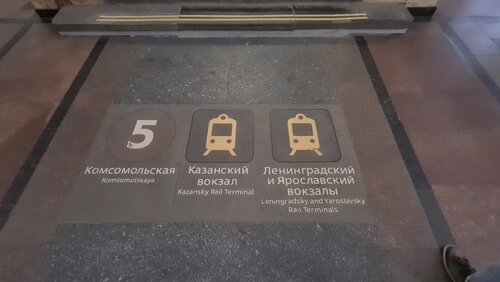 5
Комсомольская
Komsomolskaya
Казанский
вокзал
Kazansky Rail Terminal
Ленинградский
и Ярославский
вокзалы
Leningradsky and Yaroslavsky
Rail Terminals